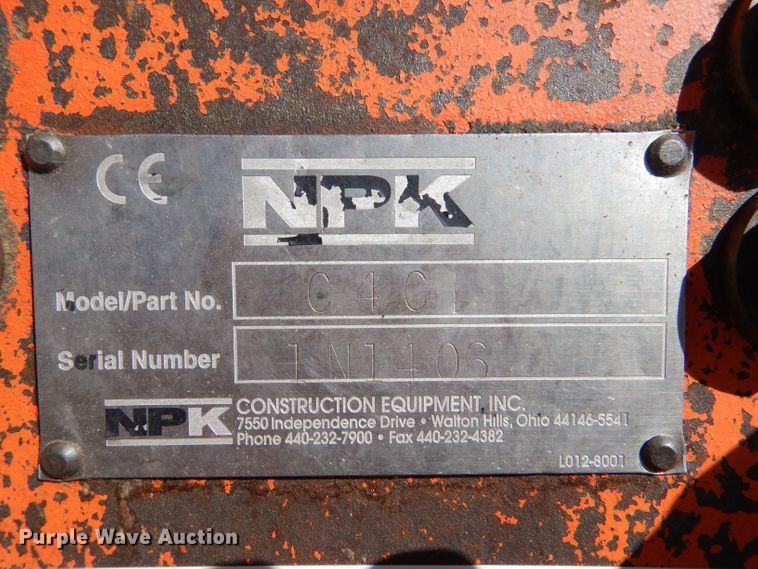 CE
NPK
Model/Part No. C4C
Serial Number 1N1406
NPK CONSTRUCTION EQUIPMENT, INC.
7550 Independence Drive • Walton Hills, Ohio 44146-5541
Phone 440-232-7900 • Fax 440-232-4382
L012-8001
Purple Wave Auction